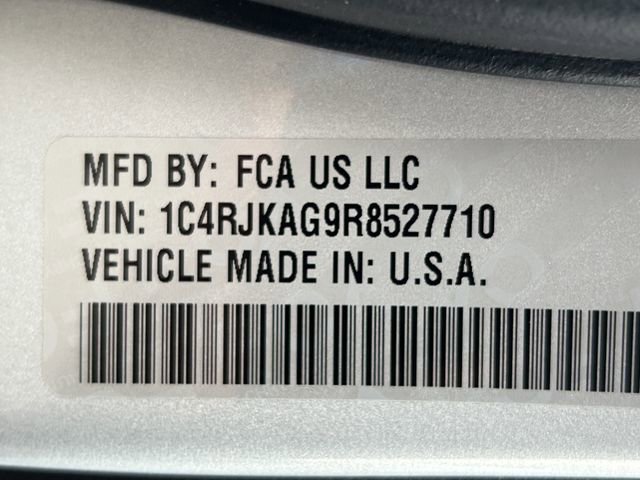 MFD BY: FCA US LLC
VIN: 1C4RJKAG9R8527710
VEHICLE MADE IN: U.S.A.